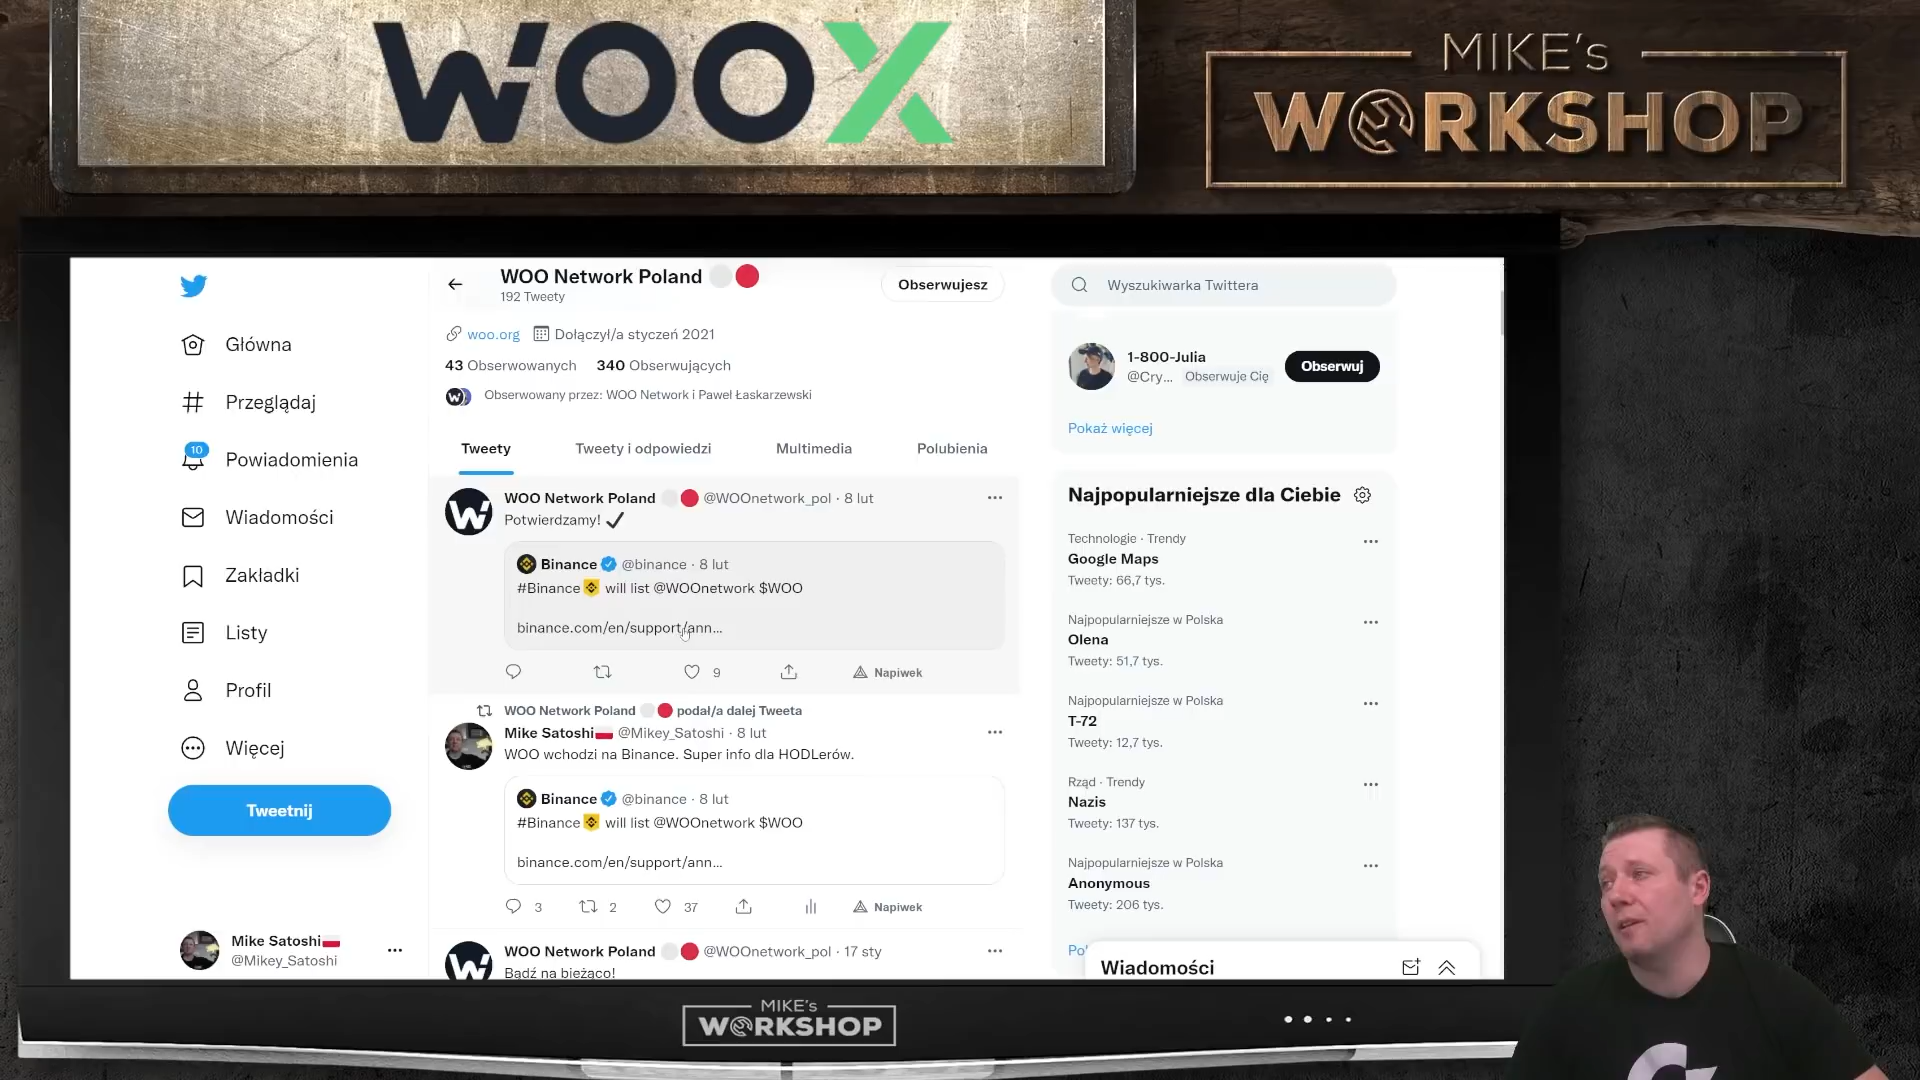 WOOX
MIKE's
WORKSHOP
WOO Network Poland
192 Tweety
Obserwujesz
woo.org
Dołączył/a styczeń 2021
43 Obserwowanych
340 Obserwujących
Obserwowany przez: WOO Network i Paweł Łaskarzewski
Tweety
Tweety i odpowiedzi
Multimedia
Polubienia
Główna
Przeglądaj
10
Powiadomienia
Wiadomości
Zakładki
Listy
Profil
Więcej
Tweetnij
Mike Satoshi
@Mikey_Satoshi
WOO Network Poland @WOOnetwork_pol · 8 lut
Potwierdzamy!
Binance @binance · 8 lut
#Binance will list @WOOnetwork $WOO
binance.com/en/support/ann...
9
Napiwek
WOO Network Poland podał/a dalej Tweeta
Mike Satoshi @Mikey_Satoshi · 8 lut
WOO wchodzi na Binance. Super info dla HODLerów.
Binance @binance · 8 lut
#Binance will list @WOOnetwork $WOO
binance.com/en/support/ann...
3
2
37
Napiwek
WOO Network Poland @WOOnetwork_pol · 17 sty
Bądź na bieżąco!
Wyszukiwarka Twittera
1-800-Julia
@Cry... Obserwuje Cię
Obserwuj
Pokaż więcej
Najpopularniejsze dla Ciebie
Technologie · Trendy
Google Maps
Tweety: 66,7 tys.
Najpopularniejsze w Polska
Olena
Tweety: 51,7 tys.
Najpopularniejsze w Polska
T-72
Tweety: 12,7 tys.
Rząd · Trendy
Nazis
Tweety: 137 tys.
Najpopularniejsze w Polska
Anonymous
Tweety: 206 tys.
Wiadomości
MIKE's
WORKSHOP